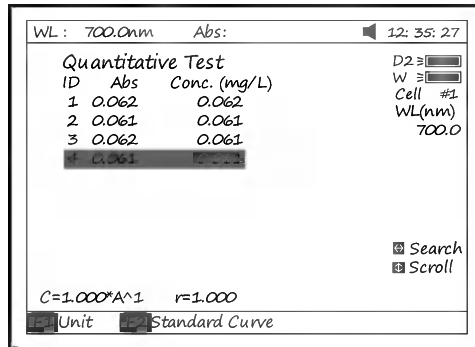 WL: 700.0nm Abs: 12:35:27
Quantitative Test
ID Abs Conc. (mg/L)
1 0.062 0.062
2 0.061 0.061
3 0.062 0.061
4 0.061
D2
W
Cell #1
WL(nm)
700.0
Search
Scroll
C=1.000*A^1 r=1.000
F1 Unit F2 Standard Curve